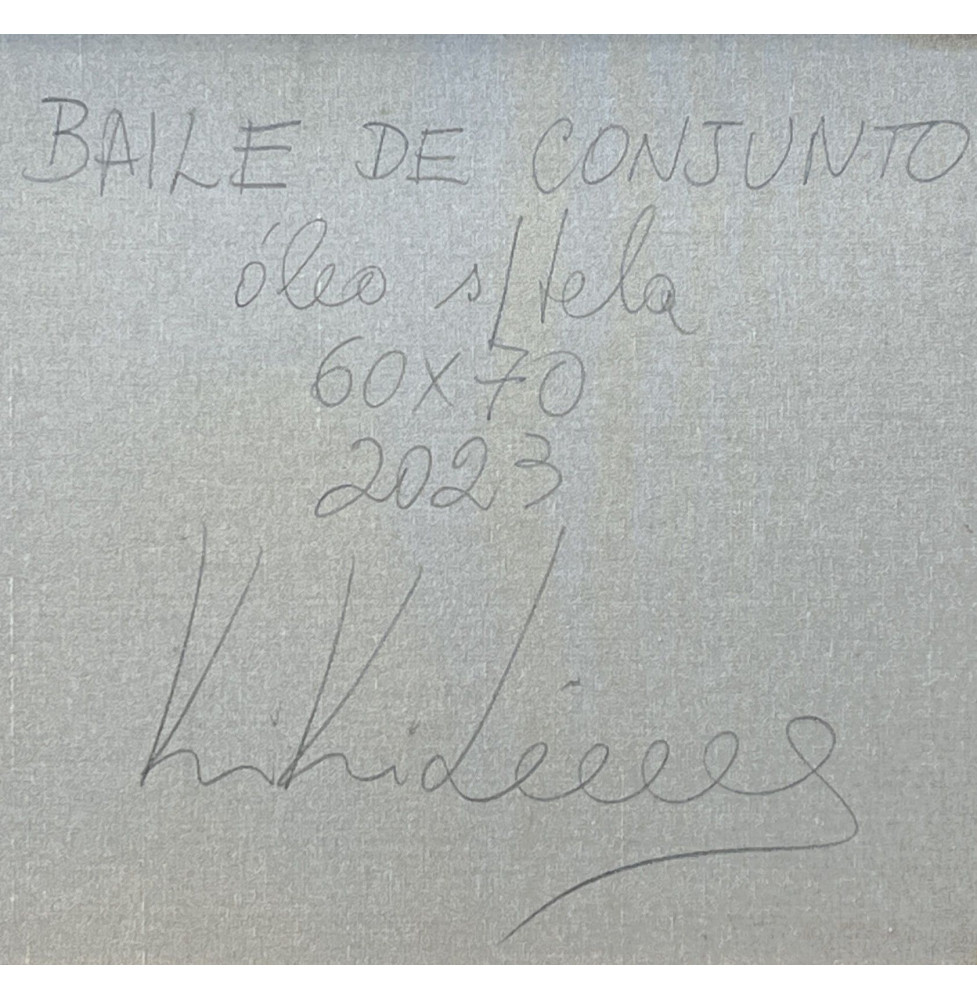 BAILE DE CONJUNTO
óleo s/tela
60x70
2023